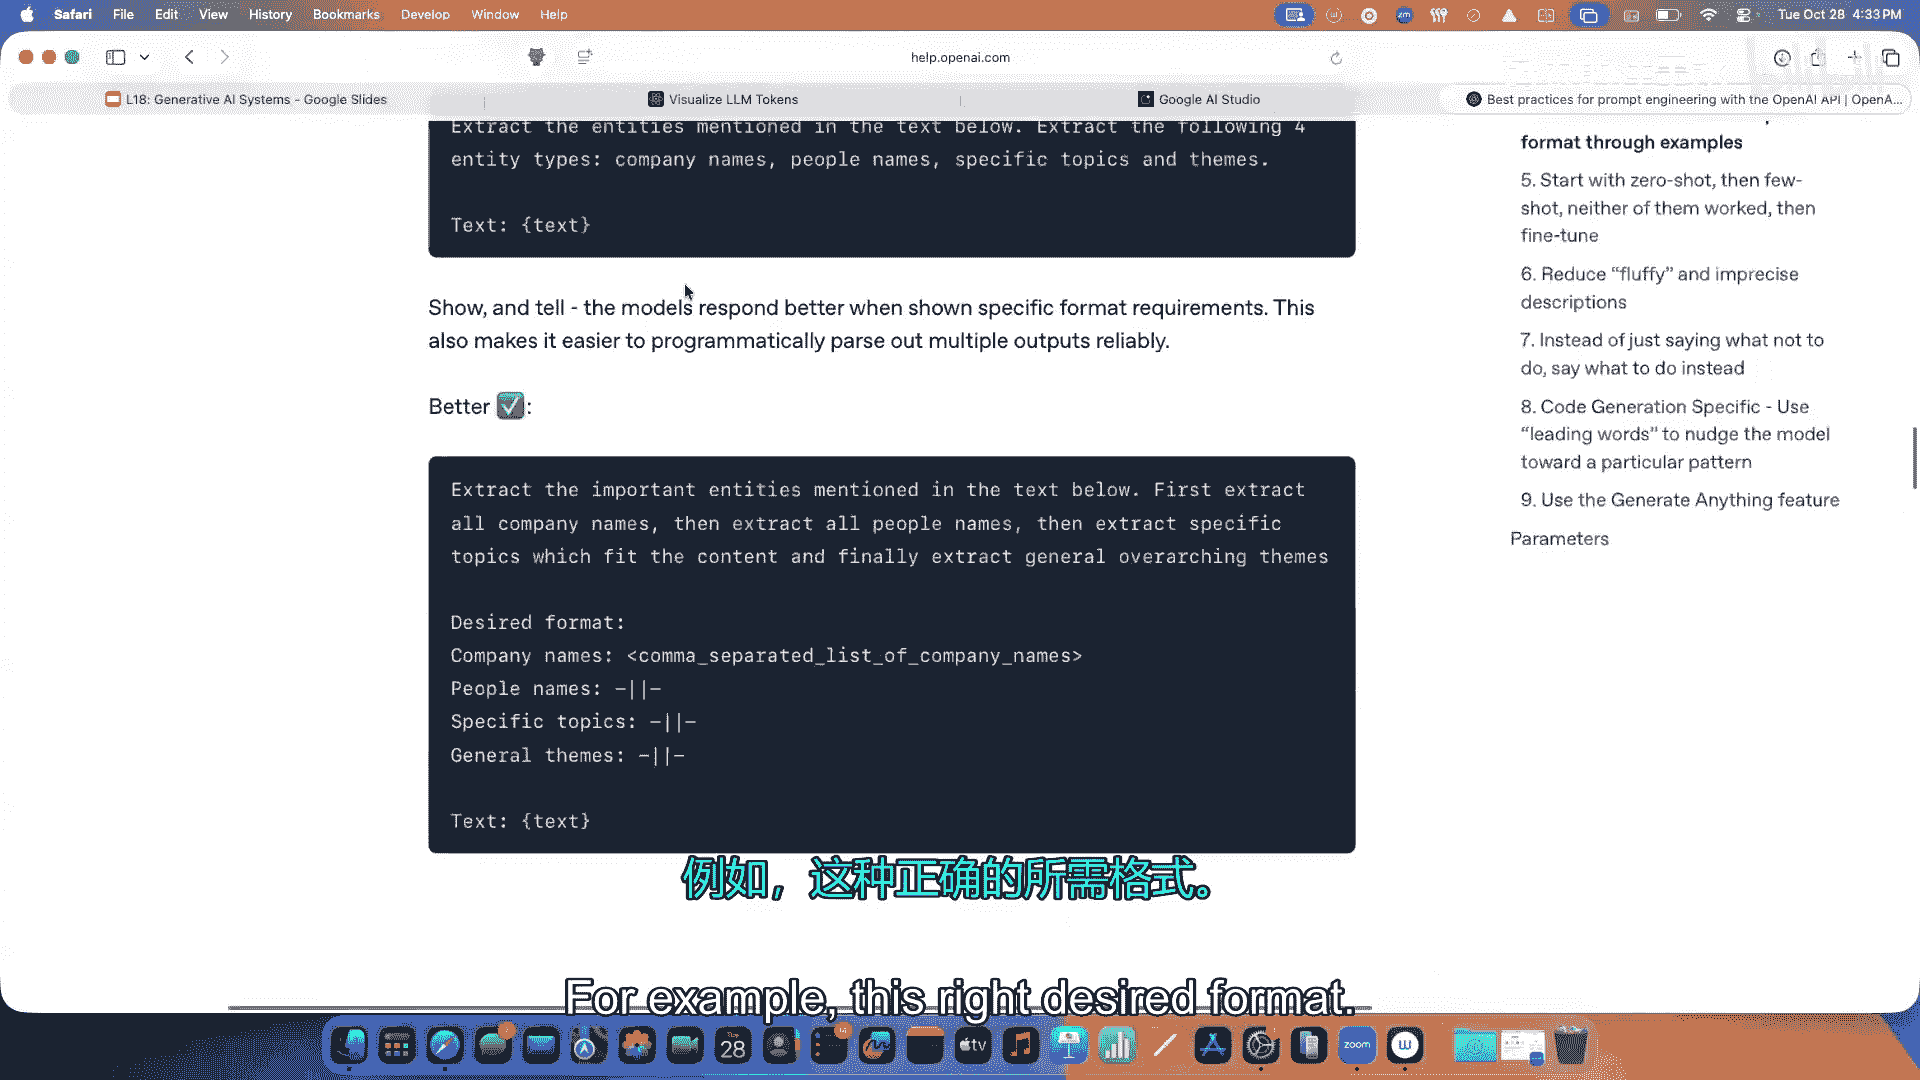 Safari File Edit View History Bookmarks Develop Window Help
Tue Oct 28 4:33 PM
help.openai.com
L18: Generative AI Systems - Google Slides
Visualize LLM Tokens
Google AI Studio
Best practices for prompt engineering with the OpenAI API | OpenA...
Extract the entities mentioned in the text below. Extract the following 4
entity types: company names, people names, specific topics and themes.
Text: {text}
Show, and tell - the models respond better when shown specific format requirements. This
also makes it easier to programmatically parse out multiple outputs reliably.
Better ✅:
Extract the important entities mentioned in the text below. First extract
all company names, then extract all people names, then extract specific
topics which fit the content and finally extract general overarching themes
Desired format:
Company names: <comma_separated_list_of_company_names>
People names: -||-
Specific topics: -||-
General themes: -||-
Text: {text}
format through examples
5. Start with zero-shot, then few-
shot, neither of them worked, then
fine-tune
6. Reduce “fluffy” and imprecise
descriptions
7. Instead of just saying what not to
do, say what to do instead
8. Code Generation Specific - Use
“leading words” to nudge the model
toward a particular pattern
9. Use the Generate Anything feature
Parameters
例如，这种正确的所需格式。
For example, this right desired format.
28
tv
zoom